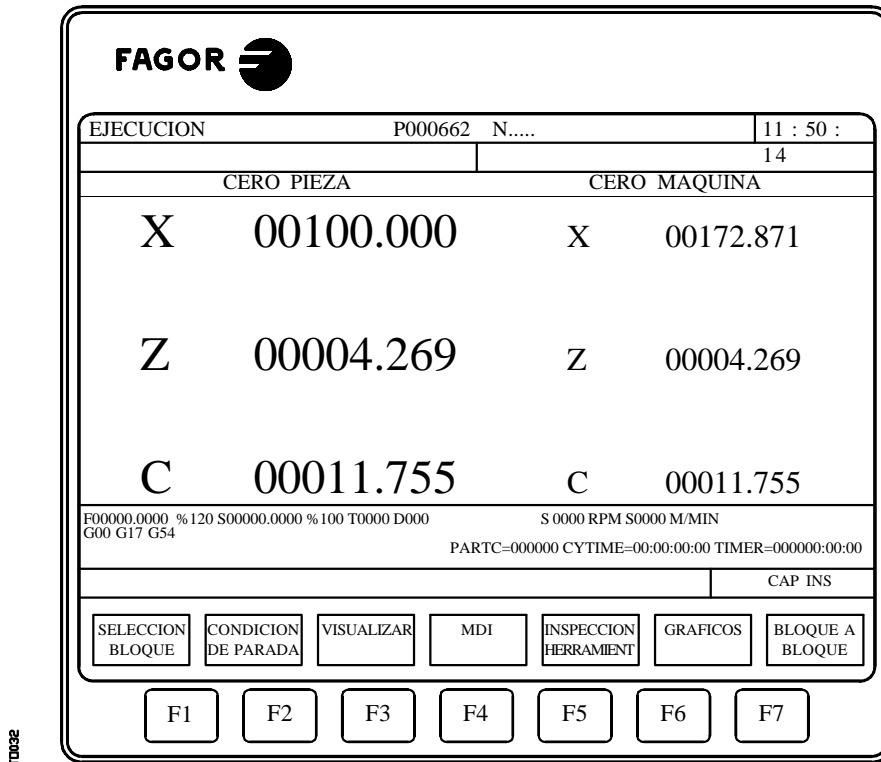 FAGOR
EJECUCION P000662 N..... 11 : 50 :
14
CERO PIEZA CERO MAQUINA
X 00100.000 X 00172.871
Z 00004.269 Z 00004.269
C 00011.755 C 00011.755
F00000.0000 %120 S00000.0000 %100 T0000 D000 S 0000 RPM S0000 M/MIN
G00 G17 G54
PARTC=000000 CYTIME=00:00:00:00 TIMER=000000:00:00
CAP INS
SELECCION BLOQUE
CONDICION DE PARADA
VISUALIZAR
MDI
INSPECCION HERRAMIENT
GRAFICOS
BLOQUE A BLOQUE
F1 F2 F3 F4 F5 F6 F7